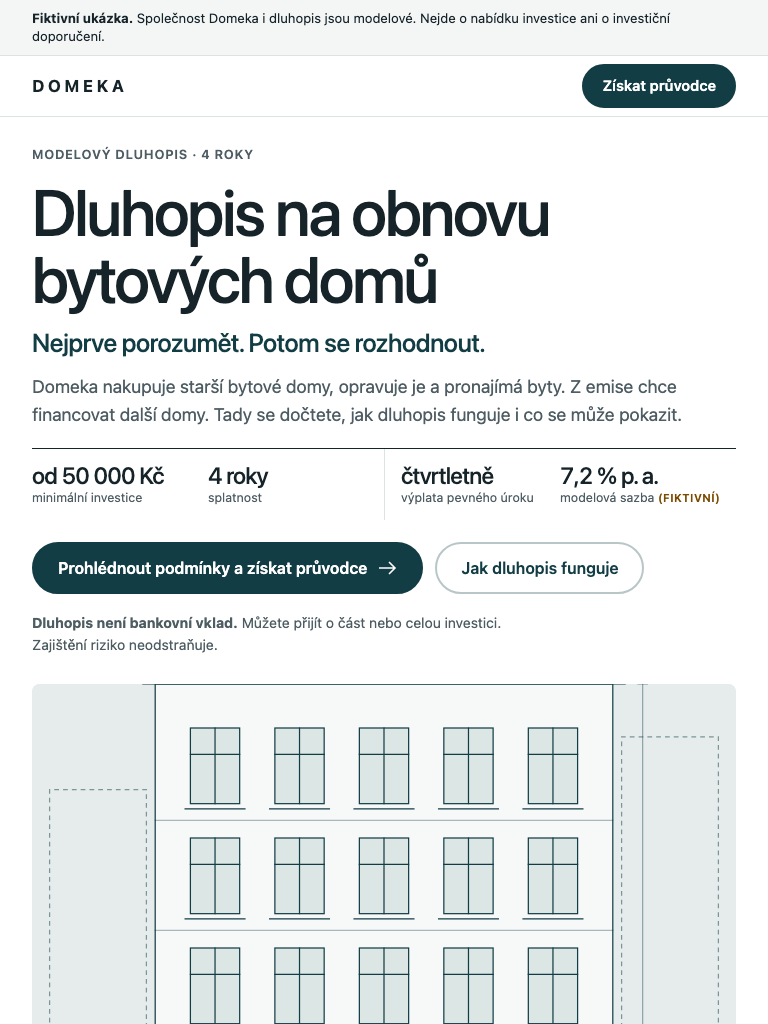 Fiktivní ukázka. Společnost Domeka i dluhopis jsou modelové. Nejde o nabídku investice ani o investiční
doporučení.
DOMEKA
Získat průvodce
MODELOVÝ DLUHOPIS · 4 ROKY
Dluhopis na obnovu
bytových domů
Nejprve porozumět. Potom se rozhodnout.
Domeka nakupuje starší bytové domy, opravuje je a pronajímá byty. Z emise chce
financovat další domy. Tady se dočtete, jak dluhopis funguje i co se může pokazit.
od 50 000 Kč
minimální investice
4 roky
splatnost
čtvrtletně
výplata pevného úroku
7,2 % p. a.
modelová sazba (FIKTIVNÍ)
Prohlédnout podmínky a získat průvodce →
Jak dluhopis funguje
Dluhopis není bankovní vklad. Můžete přijít o část nebo celou investici.
Zajištění riziko neodstraňuje.